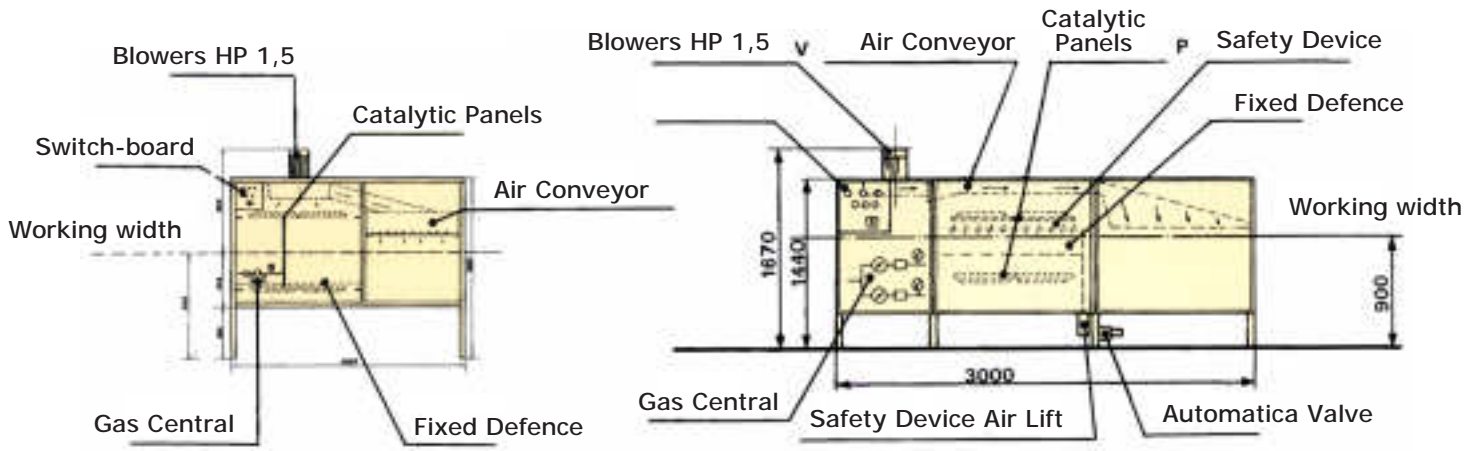 Blowers HP 1,5
Catalytic Panels
Switch-board
Air Conveyor
Working width
Gas Central
Fixed Defence
Blowers HP 1,5
V
Air Conveyor
Catalytic
Panels
P
Safety Device
Fixed Defence
Working width
1670
1440
900
3000
Gas Central
Safety Device Air Lift
Automatica Valve